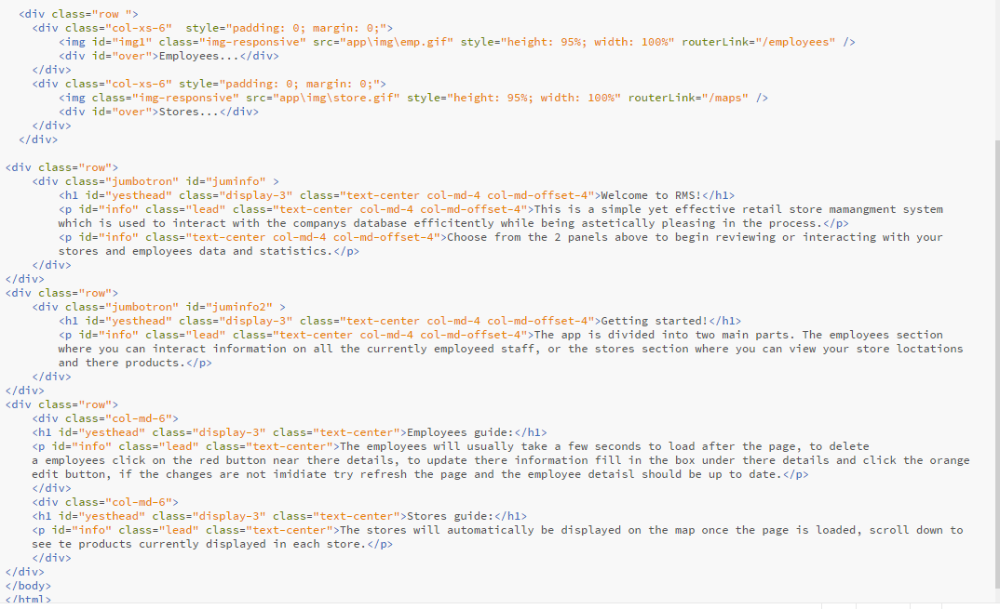 <div class="row ">
<div class="col-xs-6"  style="padding: 0; margin: 0;">
<img id="img1" class="img-responsive" src="app\img\emp.gif" style="height: 95%; width: 100%" routerLink="/employees" />
<div id="over">Employees...</div>
</div>
<div class="col-xs-6" style="padding: 0; margin: 0;">
<img class="img-responsive" src="app\img\store.gif" style="height: 95%; width: 100%" routerLink="/maps" />
<div id="over">Stores...</div>
</div>
</div>
<div class="row">
<div class="jumbotron" id="juminfo" >
<h1 id="yesthead" class="display-3" class="text-center col-md-4 col-md-offset-4">Welcome to RMS!</h1>
<p id="info" class="lead" class="text-center col-md-4 col-md-offset-4">This is a simple yet effective retail store mamangment system
which is used to interact with the companys database efficitently while being astetically pleasing in the process.</p>
<p id="info" class="text-center col-md-4 col-md-offset-4">Choose from the 2 panels above to begin reviewing or interacting with your
stores and employees data and statistics.</p>
</div>
</div>
<div class="row">
<div class="jumbotron" id="juminfo2" >
<h1 id="yesthead" class="display-3" class="text-center col-md-4 col-md-offset-4">Getting started!</h1>
<p id="info" class="lead" class="text-center col-md-4 col-md-offset-4">The app is divided into two main parts. The employees section
where you can interact information on all the currently employeed staff, or the stores section where you can view your store loctations
and there products.</p>
</div>
</div>
<div class="row">
<div class="col-md-6">
<h1 id="yesthead" class="display-3" class="text-center">Employees guide:</h1>
<p id="info" class="lead" class="text-center">The employees will usually take a few seconds to load after the page, to delete
a employees click on the red button near there details, to update there information fill in the box under there details and click the orange
edit button, if the changes are not imidiate try refresh the page and the employee detaisl should be up to date.</p>
</div>
<div class="col-md-6">
<h1 id="yesthead" class="display-3" class="text-center">Stores guide:</h1>
<p id="info" class="lead" class="text-center">The stores will automatically be displayed on the map once the page is loaded, scroll down to
see te products currently displayed in each store.</p>
</div>
</div>
</body>
</html>